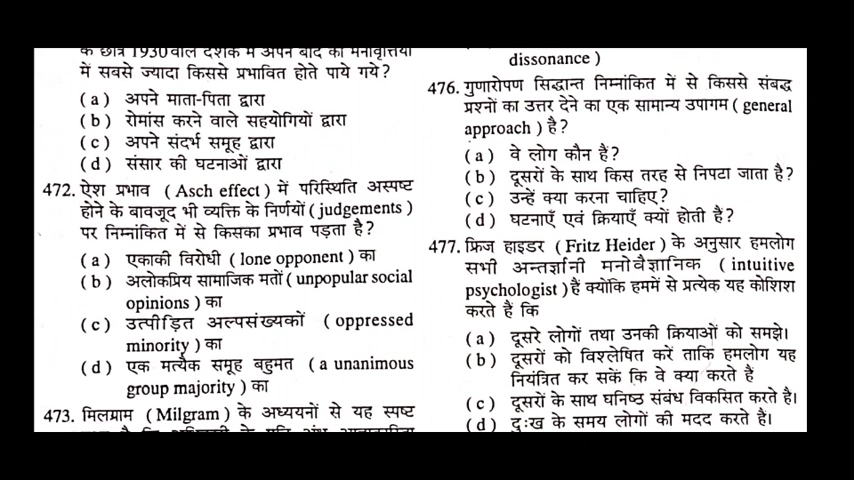 के छात्र 1930 वाले दशक में अपने बाद की मनोवृत्तियों
में सबसे ज्यादा किससे प्रभावित होते पाये गये?
(a) अपने माता-पिता द्वारा
(b) रोमांस करने वाले सहयोगियों द्वारा
(c) अपने संदर्भ समूह द्वारा
(d) संसार की घटनाओं द्वारा
472. ऐश प्रभाव (Asch effect) में परिस्थिति अस्पष्ट
होने के बावजूद भी व्यक्ति के निर्णयों (judgements)
पर निम्नांकित में से किसका प्रभाव पड़ता है?
(a) एकाकी विरोधी (lone opponent) का
(b) अलोकप्रिय सामाजिक मतों (unpopular social
opinions) का
(c) उत्पीड़ित अल्पसंख्यकों (oppressed
minority) का
(d) एक मत्यैक समूह बहुमत (a unanimous
group majority) का
473. मिलग्राम (Milgram) के अध्ययनों से यह स्पष्ट
dissonance)
476. गुणारोपण सिद्धान्त निम्नांकित में से किससे संबद्ध
प्रश्नों का उत्तर देने का एक सामान्य उपागम (general
approach) है?
(a) वे लोग कौन हैं?
(b) दूसरों के साथ किस तरह से निपटा जाता है?
(c) उन्हें क्या करना चाहिए?
(d) घटनाएँ एवं क्रियाएँ क्यों होती हैं?
477. फ्रिज हाइडर (Fritz Heider) के अनुसार हमलोग
सभी अन्तर्ज्ञानी मनोवैज्ञानिक (intuitive
psychologist) हैं क्योंकि हममें से प्रत्येक यह कोशिश
करते हैं कि
(a) दूसरे लोगों तथा उनकी क्रियाओं को समझे।
(b) दूसरों को विश्लेषित करें ताकि हमलोग यह
नियंत्रित कर सकें कि वे क्या करते हैं
(c) दूसरों के साथ घनिष्ठ संबंध विकसित करते है।
(d) दुःख के समय लोगों की मदद करते हैं।